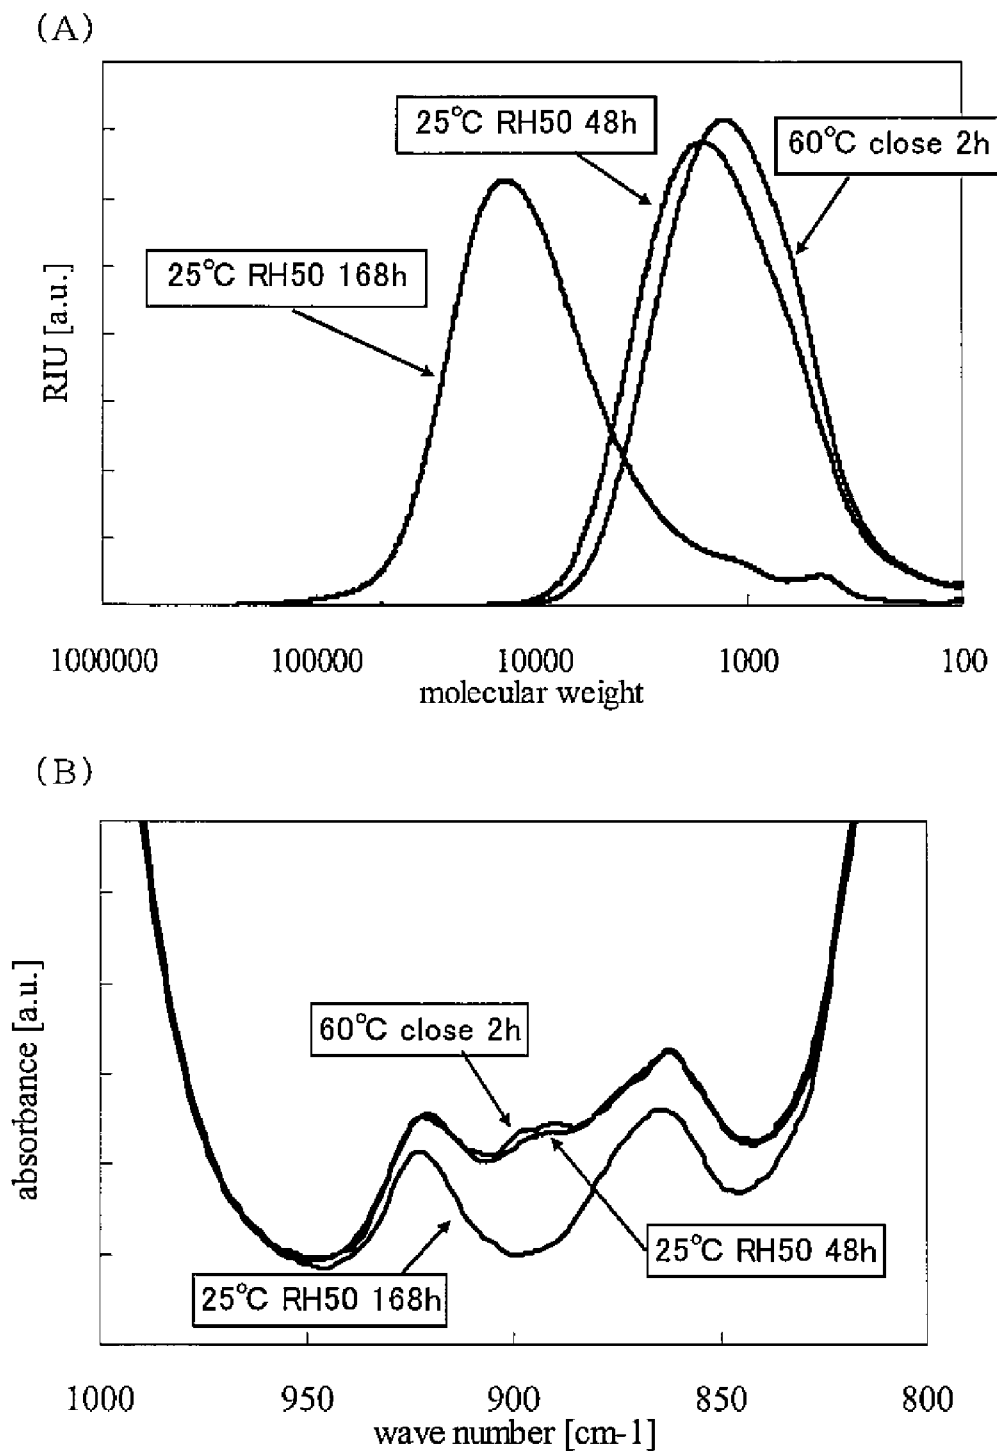 (A)
25°C RH50 48h
60°C close 2h
25°C RH50 168h
RIU [a.u.]
1000000 100000 10000 1000 100
molecular weight
(B)
absorbance [a.u.]
60°C close 2h
25°C RH50 48h
25°C RH50 168h
1000 950 900 850 800
wave number [cm-1]